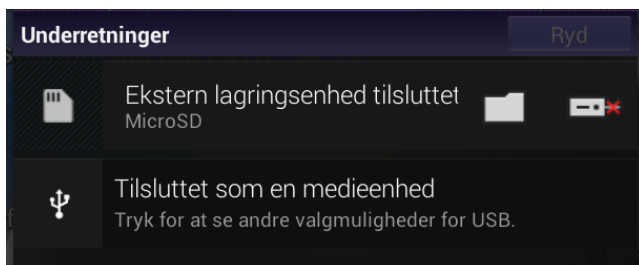 Underretninger
Ryd
Ekstern lagringsenhed tilsluttet
MicroSD
Tilsluttet som en medieenhed
Tryk for at se andre valgmuligheder for USB.